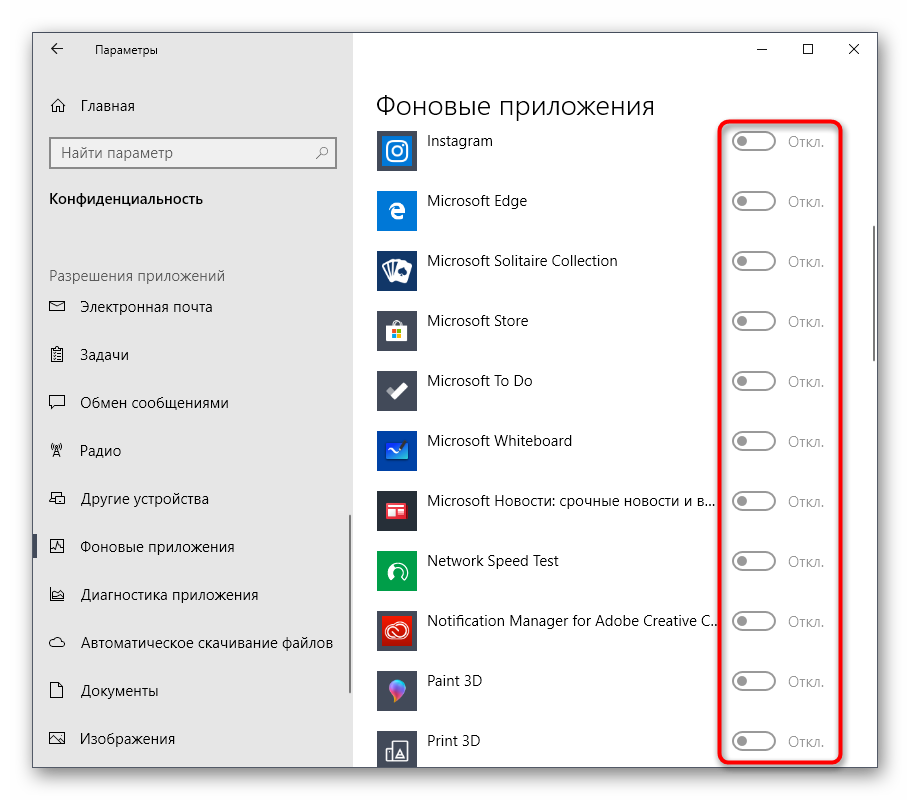 Параметры
Главная
Найти параметр
Конфиденциальность
Разрешения приложений
Электронная почта
Задачи
Обмен сообщениями
Радио
Другие устройства
Фоновые приложения
Диагностика приложения
Автоматическое скачивание файлов
Документы
Изображения
Фоновые приложения
Instagram Откл.
Microsoft Edge Откл.
Microsoft Solitaire Collection Откл.
Microsoft Store Откл.
Microsoft To Do Откл.
Microsoft Whiteboard Откл.
Microsoft Новости: срочные новости и в... Откл.
Network Speed Test Откл.
Notification Manager for Adobe Creative C... Откл.
Paint 3D Откл.
Print 3D Откл.